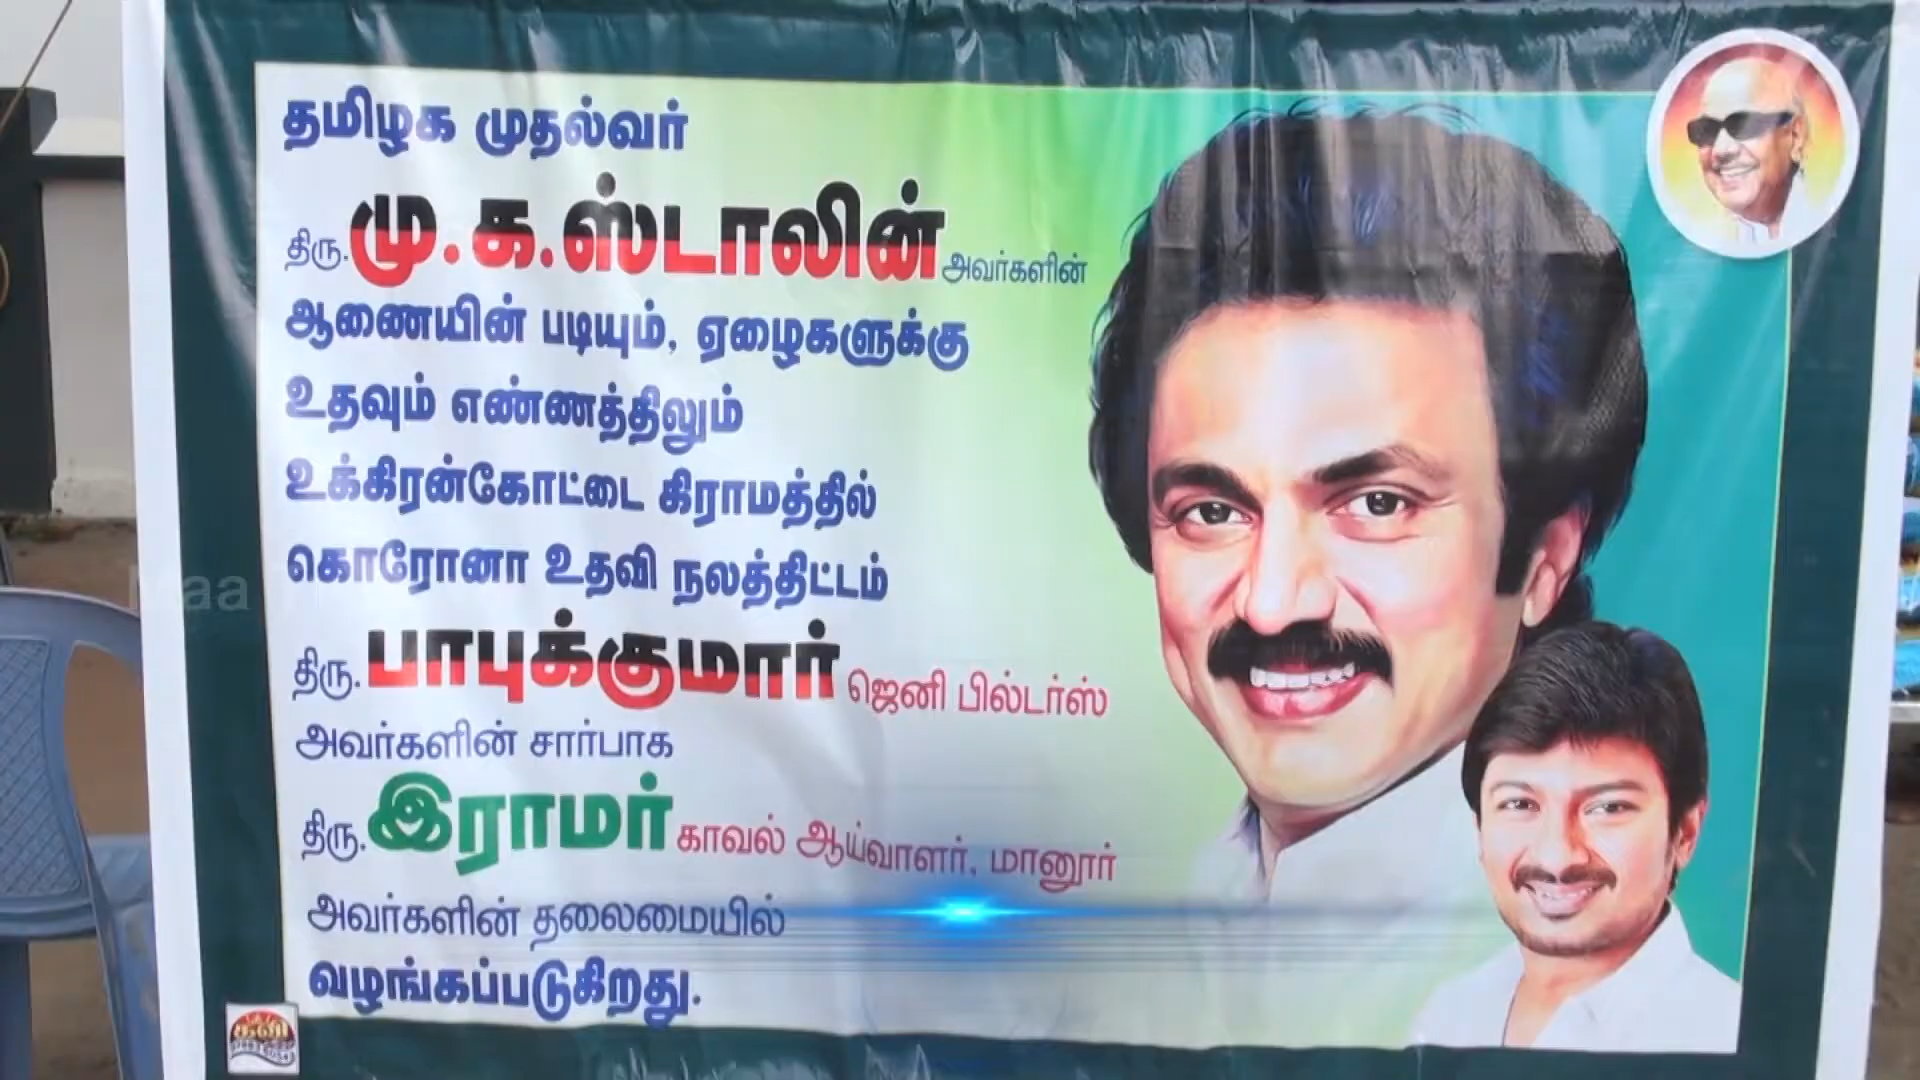 தமிழக முதல்வர்
திரு. மு.க.ஸ்டாலின் அவர்களின்
ஆணையின் படியும், ஏழைகளுக்கு
உதவும் எண்ணத்திலும்
உக்கிரன்கோட்டை கிராமத்தில்
கொரோனா உதவி நலத்திட்டம்
திரு. பாபுக்குமார் ஜெனி பில்டர்ஸ்
அவர்களின் சார்பாக
திரு. இராமர் காவல் ஆய்வாளர், மானூர்
அவர்களின் தலைமையில்
வழங்கப்படுகிறது.
கவி